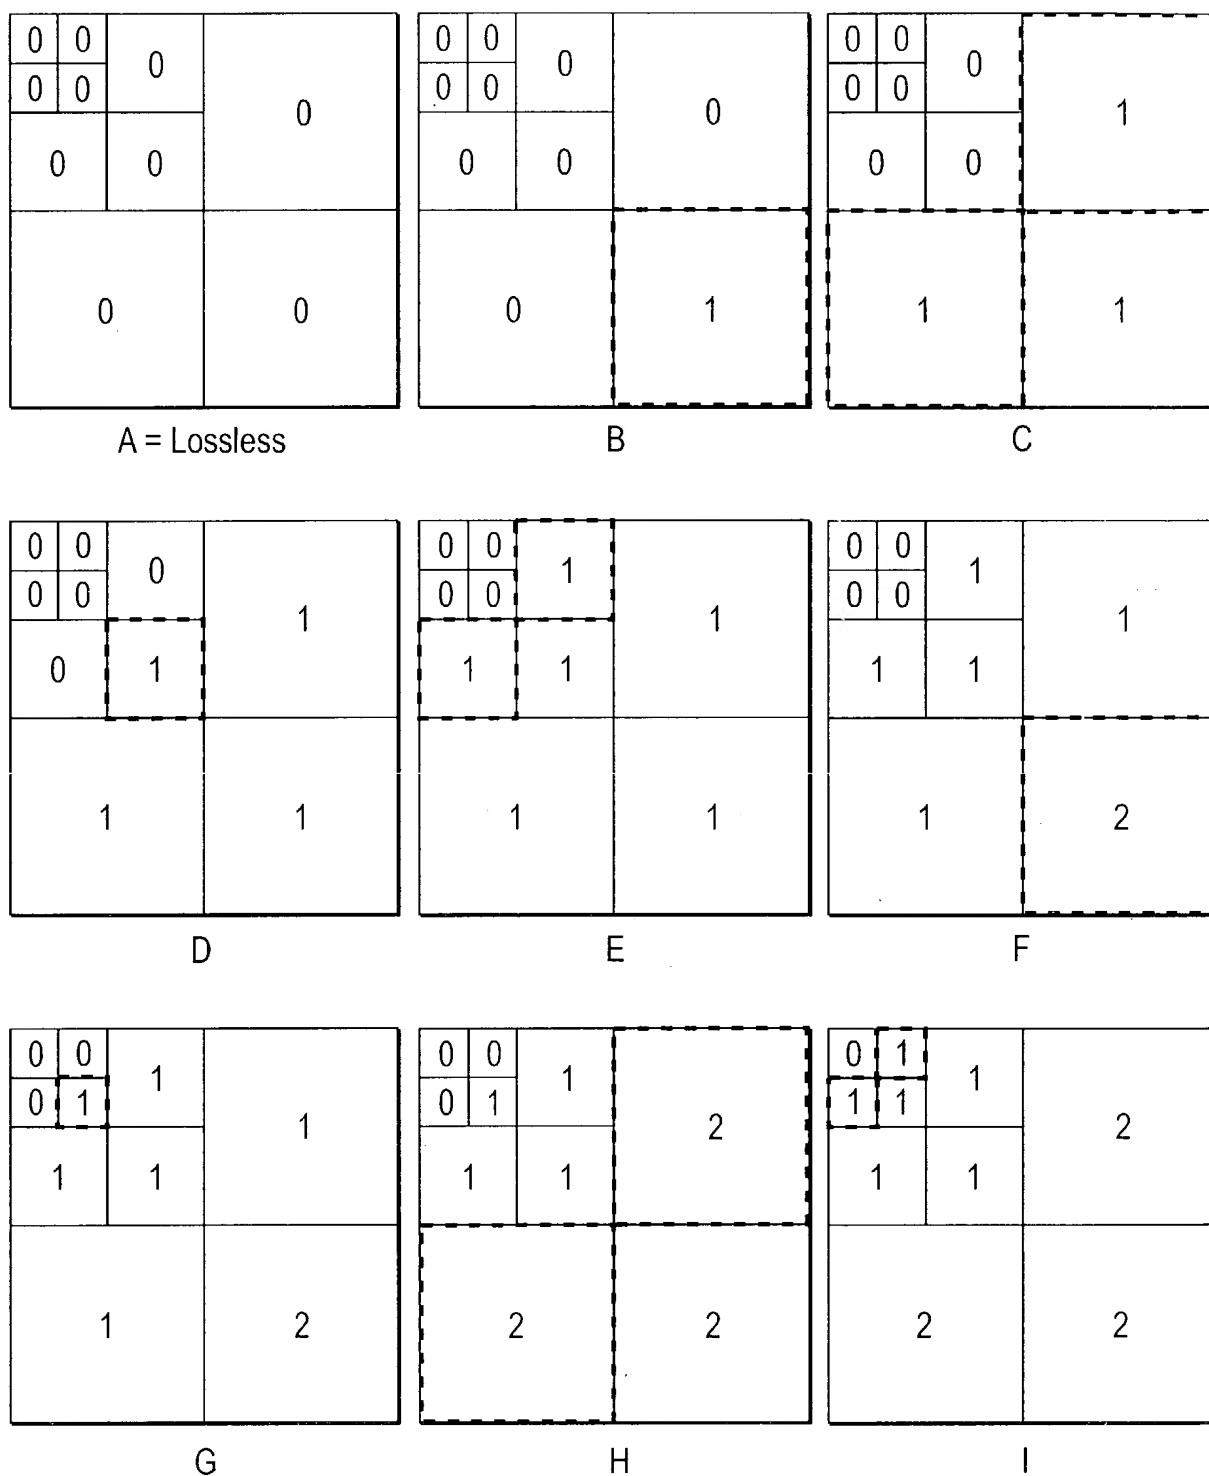 0 0 0 0 0 0
0 0 0 0 0 0
0 0 0
0 0 1
0 0 0 0 0 0
0 0 0 1 1 1
A = Lossless B C
0 0 0 0 0 0
0 1 1
0 0 0 0 0 0
1 1 1
0 1 1 1 1 1
1 1 1 1 1 2
D E F
0 0 0 0 0 1
1 1 1
0 1 0 1 1 1
1 2 2
1 1 1 1 1 1
1 2 2 2 2 2
G H I